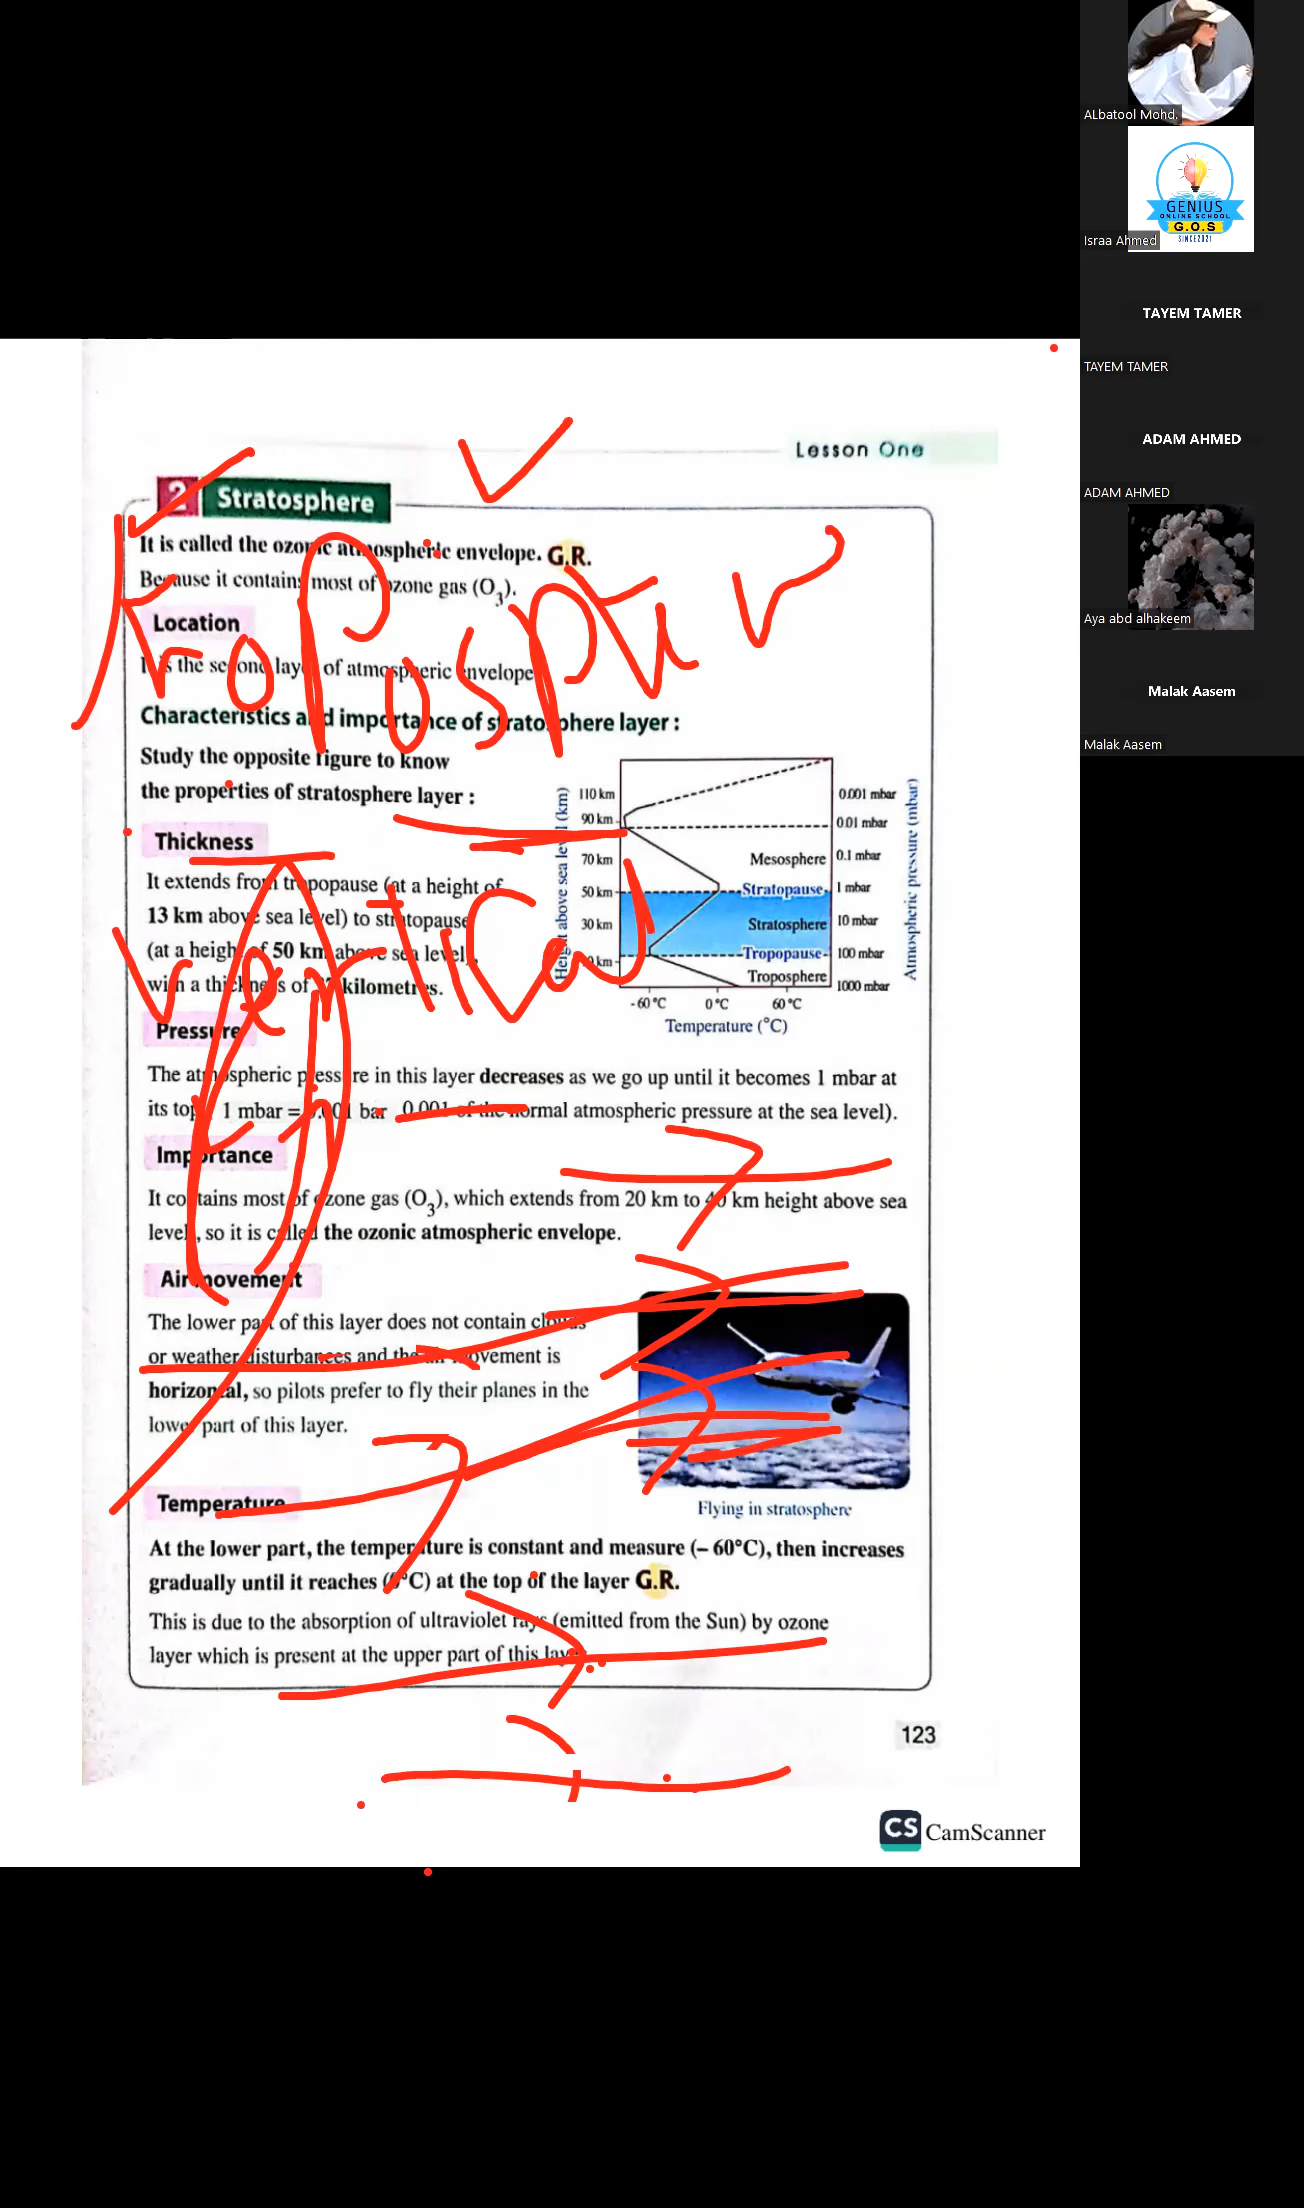 ALbatool Mohd.
GENIUS
ONLINE SCHOOL
G.O.S
SINCE2021
Israa Ahmed
TAYEM TAMER
TAYEM TAMER
ADAM AHMED
ADAM AHMED
Aya abd alhakeem
Malak Aasem
Malak Aasem
Lesson One
2 Stratosphere
It is called the ozonic atmospheric envelope. G.R.
Because it contains most of ozone gas (O3).
Location
It is the second layer of atmospheric envelope
Characteristics and importance of stratosphere layer :
Study the opposite figure to know
the properties of stratosphere layer :
Thickness
It extends from tropopause (at a height of
13 km above sea level) to stratopause
(at a height of 50 km above sea level),
with a thickness of kilometres.
Height above sea level (km)
110 km
90 km
70 km
50 km
30 km
Mesosphere
Stratopause
Stratosphere
Tropopause
Troposphere
0.001 mbar
0.01 mbar
0.1 mbar
1 mbar
10 mbar
100 mbar
1000 mbar
Atmospheric pressure (mbar)
-60°C 0°C 60°C
Temperature (°C)
Pressure
The atmospheric pressure in this layer decreases as we go up until it becomes 1 mbar at
its top 1 mbar = 0.001 bar 0.001 of the normal atmospheric pressure at the sea level).
Importance
It contains most of ozone gas (O3), which extends from 20 km to 40 km height above sea
level, so it is called the ozonic atmospheric envelope.
Air movement
The lower part of this layer does not contain clouds
or weather disturbances and the air movement is
horizontal, so pilots prefer to fly their planes in the
lower part of this layer.
Flying in stratosphere
Temperature
At the lower part, the temperature is constant and measure (– 60°C), then increases
gradually until it reaches (0°C) at the top of the layer G.R.
This is due to the absorption of ultraviolet rays (emitted from the Sun) by ozone
layer which is present at the upper part of this layer
123
CS CamScanner
vertical